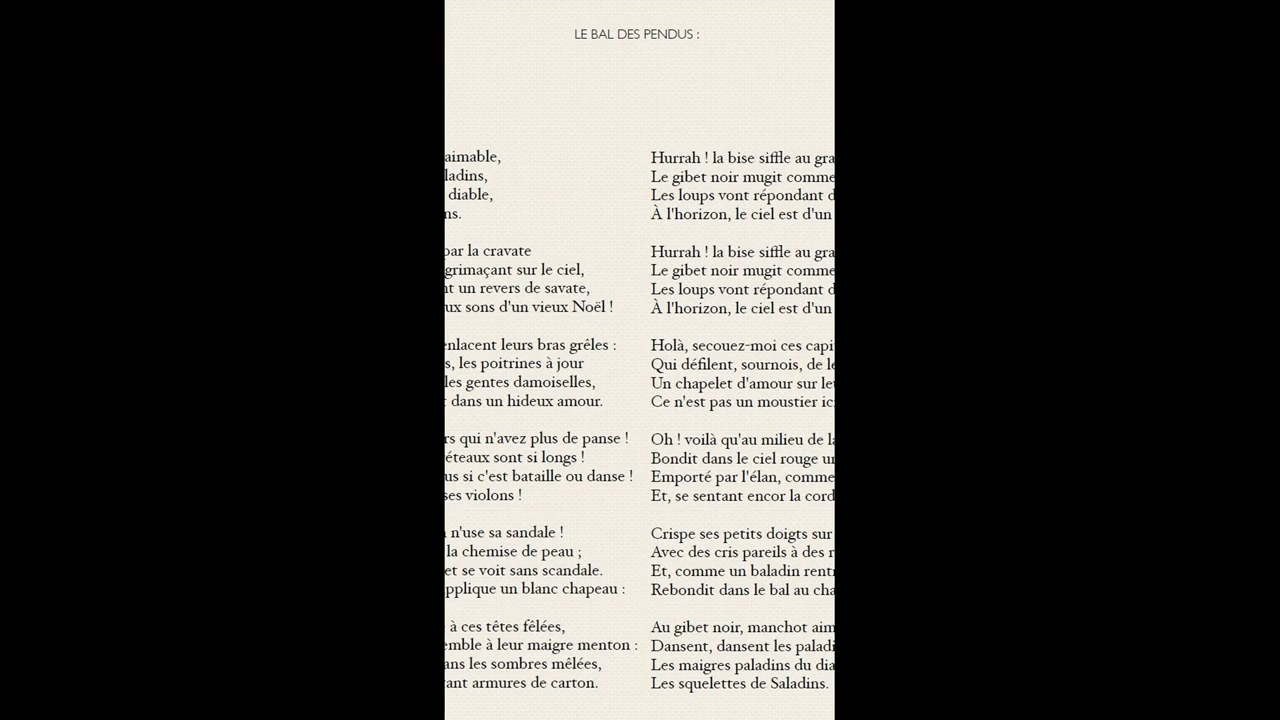 LE BAL DES PENDUS :
aimable,
ladins,
diable,
ns.
par la cravate
grimaçant sur le ciel,
nt un revers de savate,
ux sons d'un vieux Noël !
enlacent leurs bras grêles :
s, les poitrines à jour
les gentes damoiselles,
dans un hideux amour.
rs qui n'avez plus de panse !
éteaux sont si longs !
us si c'est bataille ou danse !
ses violons !
n'use sa sandale !
la chemise de peau ;
et se voit sans scandale.
pplique un blanc chapeau :
à ces têtes fêlées,
emble à leur maigre menton :
ans les sombres mêlées,
rant armures de carton.
Hurrah ! la bise siffle au gra
Le gibet noir mugit comme
Les loups vont répondant d
À l'horizon, le ciel est d'un
Hurrah ! la bise siffle au gra
Le gibet noir mugit comme
Les loups vont répondant d
À l'horizon, le ciel est d'un
Holà, secouez-moi ces capi
Qui défilent, sournois, de le
Un chapelet d'amour sur leu
Ce n'est pas un moustier ic
Oh ! voilà qu'au milieu de la
Bondit dans le ciel rouge un
Emporté par l'élan, comme
Et, se sentant encor la cord
Crispe ses petits doigts sur
Avec des cris pareils à des r
Et, comme un baladin rentr
Rebondit dans le bal au cha
Au gibet noir, manchot aim
Dansent, dansent les paladi
Les maigres paladins du dia
Les squelettes de Saladins.